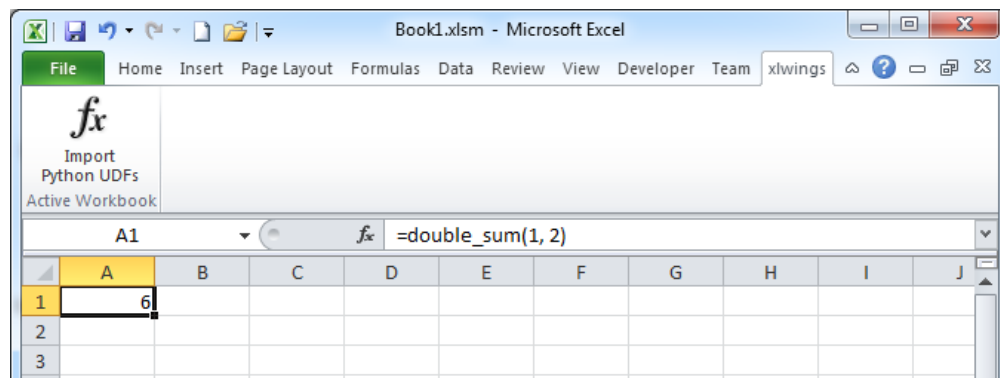 Book1.xlsm - Microsoft Excel
File Home Insert Page Layout Formulas Data Review View Developer Team xlwings
fx
Import
Python UDFs
Active Workbook
A1 fx =double_sum(1, 2)
A B C D E F G H I J
1 6
2
3